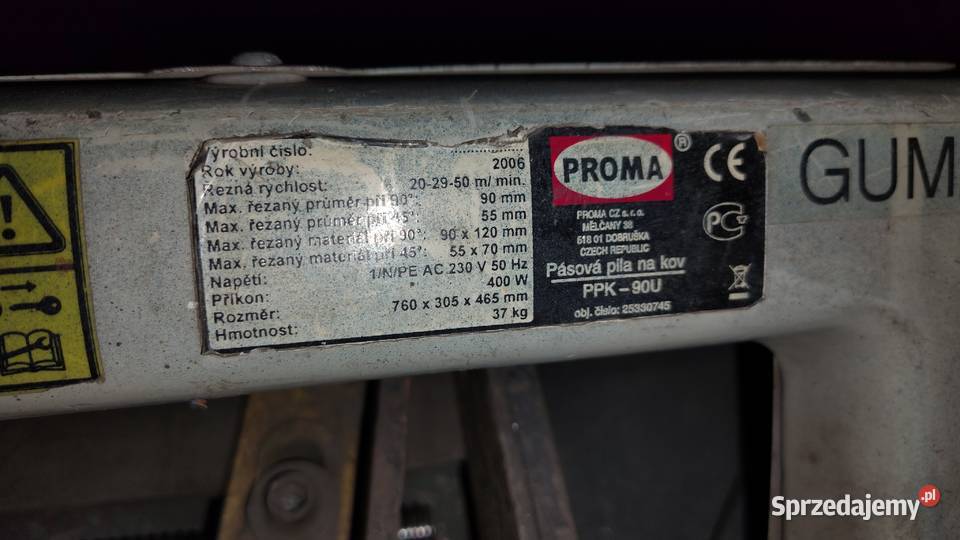 Výrobní číslo:
Rok výroby: 2006
Řezná rychlost: 20-29-50 m/min.
Max. řezaný průměr při 90°: 90 mm
Max. řezaný průměr při 45°: 55 mm
Max. řezaný materiál při 90°: 90 x 120 mm
Max. řezaný materiál při 45°: 55 x 70 mm
Napětí: 1/N/PE AC 230 V 50 Hz
Příkon: 400 W
Rozměr: 760 x 305 x 465 mm
Hmotnost: 37 kg
PROMA ®
CE
PROMA CZ s.r.o.
MĚLČANY 38
518 01 DOBRUŠKA
CZECH REPUBLIC
Pásová pila na kov
PPK - 90U
obj. číslo: 25330745
GUM
Sprzedajemy.pl